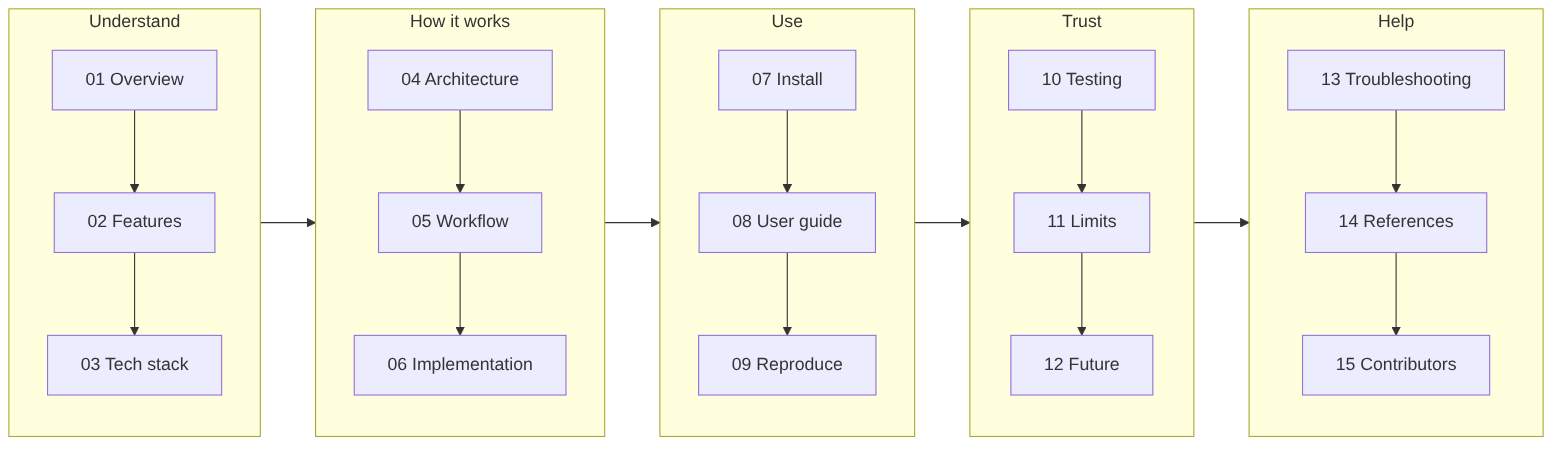 Understand
01 Overview
02 Features
03 Tech stack
How it works
04 Architecture
05 Workflow
06 Implementation
Use
07 Install
08 User guide
09 Reproduce
Trust
10 Testing
11 Limits
12 Future
Help
13 Troubleshooting
14 References
15 Contributors